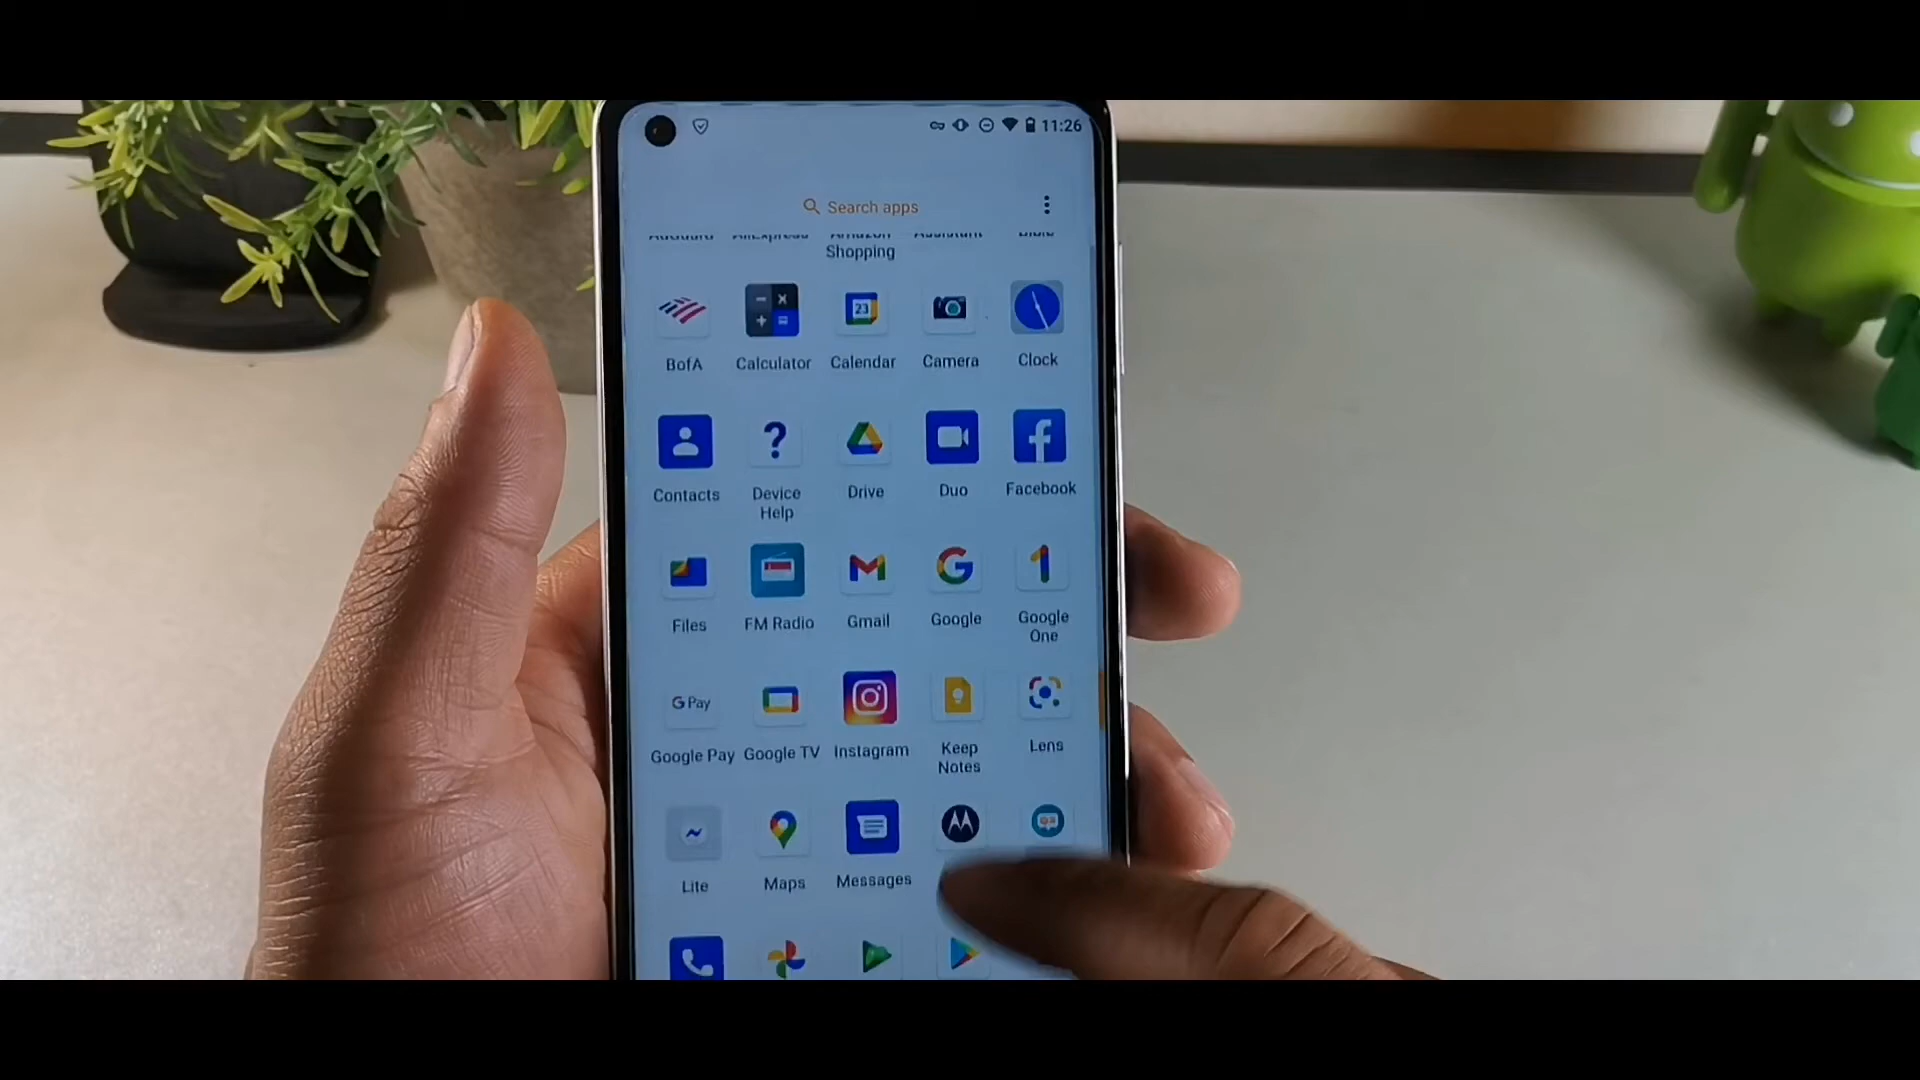 11:26
Search apps
Shopping
23
BofA Calculator Calendar Camera Clock
Contacts Device Drive Duo Facebook
Help
Files FM Radio Gmail Google Google
One
G Pay
Google Pay Google TV Instagram Keep Lens
Notes
Lite Maps Messages